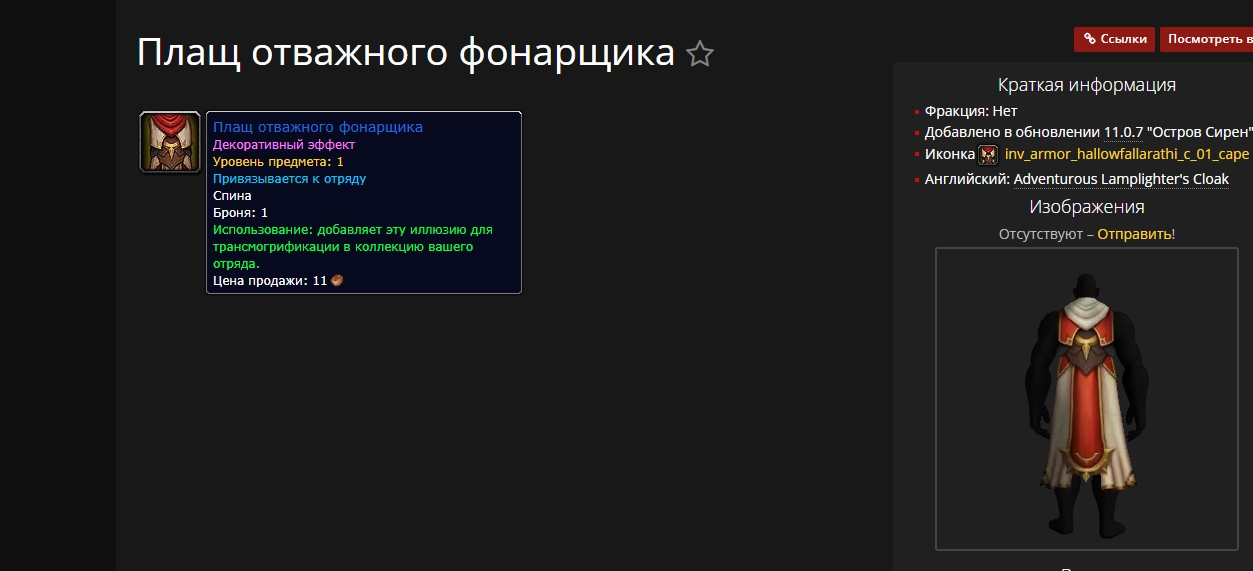 Плащ отважного фонарщика
Плащ отважного фонарщика
Декоративный эффект
Уровень предмета: 1
Привязывается к отряду
Спина
Броня: 1
Использование: добавляет эту иллюзию для
трансмогрификации в коллекцию вашего
отряда.
Цена продажи: 11
Ссылки
Посмотреть в
Краткая информация
Фракция: Нет
Добавлено в обновлении 11.0.7 "Остров Сирен"
Иконка inv_armor_hallowfallarathi_c_01_cape
Английский: Adventurous Lamplighter's Cloak
Изображения
Отсутствуют – Отправить!